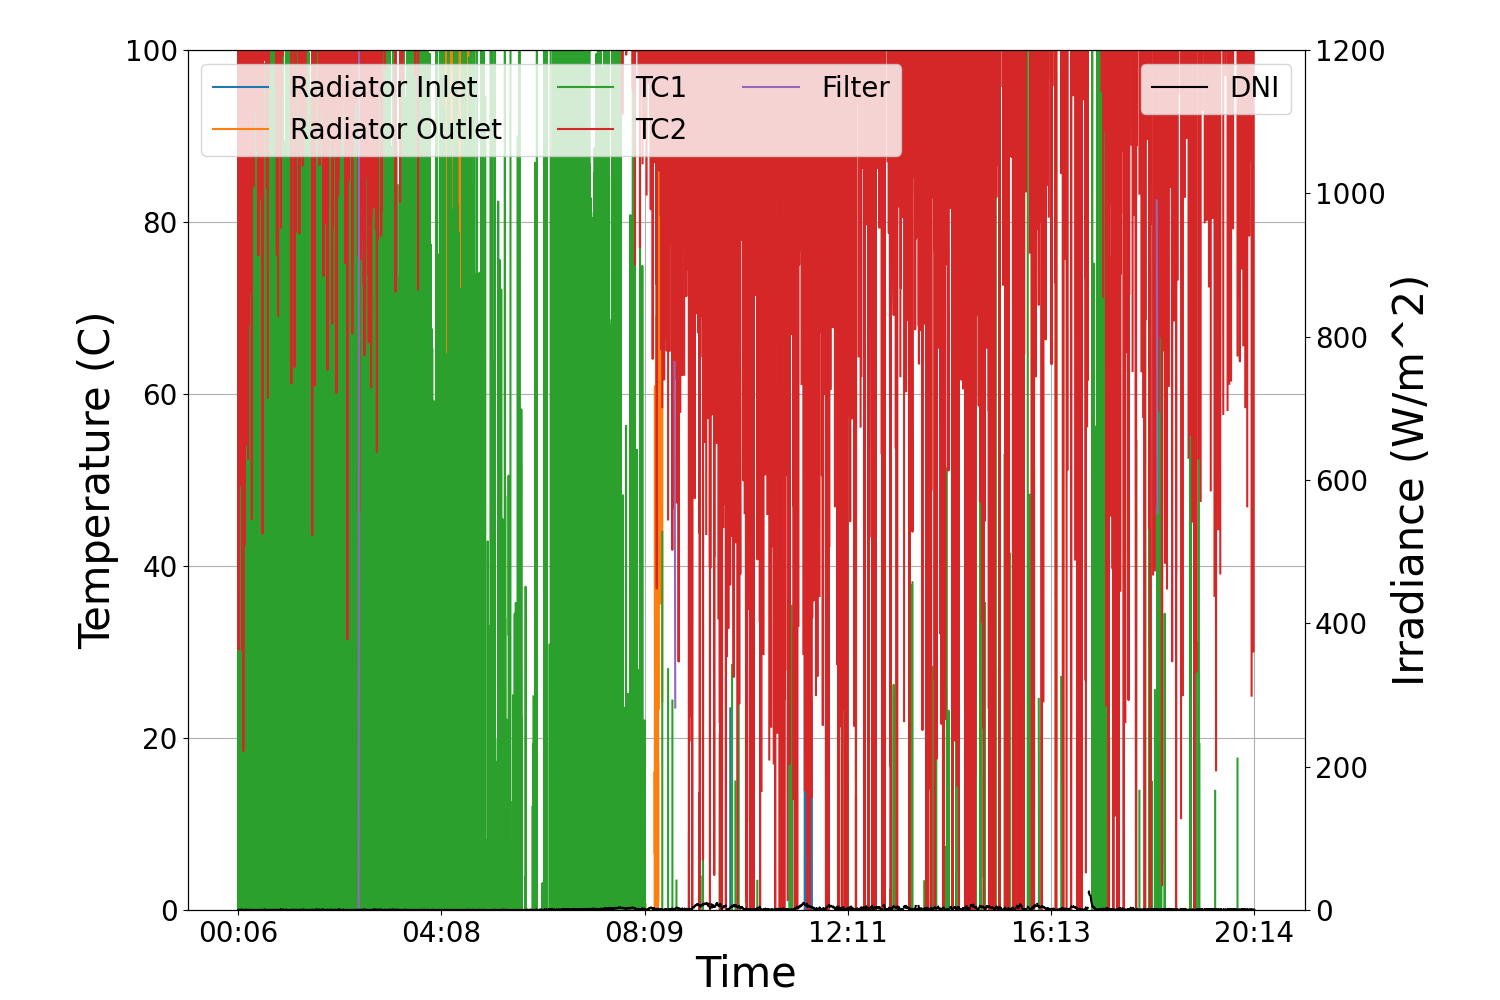 100
80
60
40
20
0
Temperature (C)
Radiator Inlet
Radiator Outlet
TC1
TC2
Filter
DNI
1200
1000
800
600
400
200
0
Irradiance (W/m^2)
00:06 04:08 08:09 12:11 16:13 20:14
Time